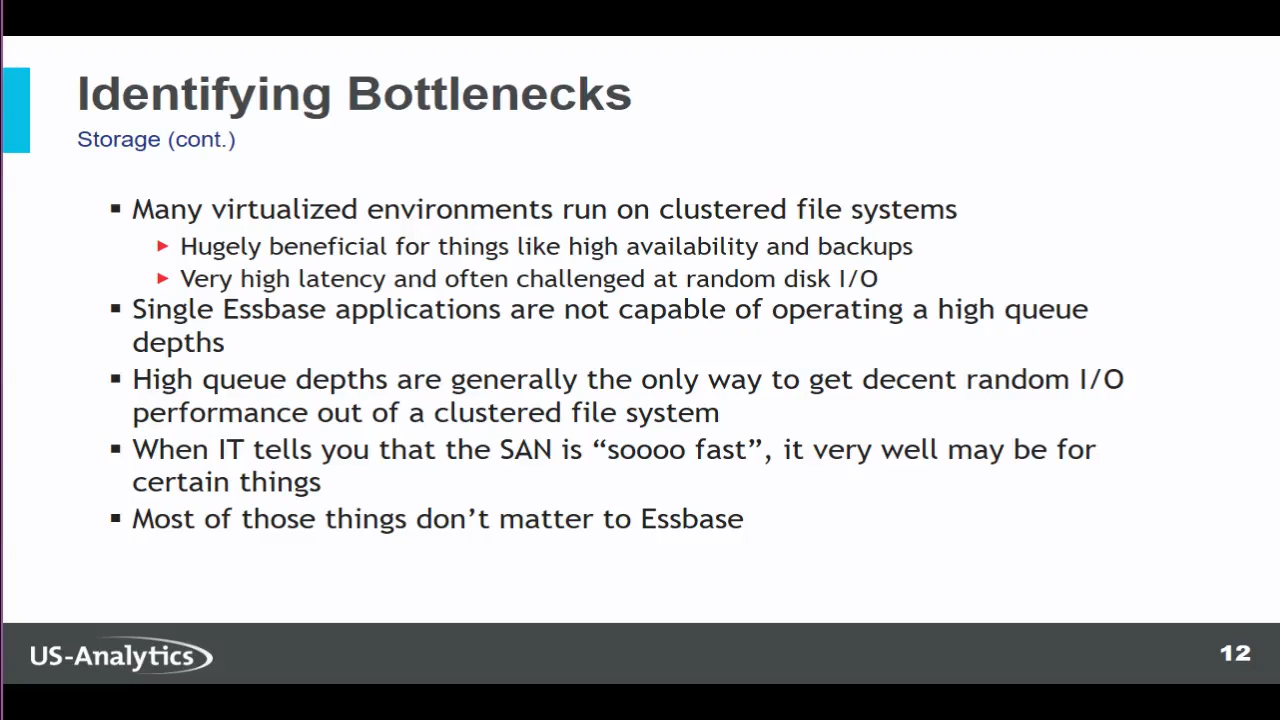 Identifying Bottlenecks
Storage (cont.)
▪ Many virtualized environments run on clustered file systems
▶ Hugely beneficial for things like high availability and backups
▶ Very high latency and often challenged at random disk I/O
▪ Single Essbase applications are not capable of operating a high queue
depths
▪ High queue depths are generally the only way to get decent random I/O
performance out of a clustered file system
▪ When IT tells you that the SAN is “soooo fast”, it very well may be for
certain things
▪ Most of those things don’t matter to Essbase
US-Analytics
12